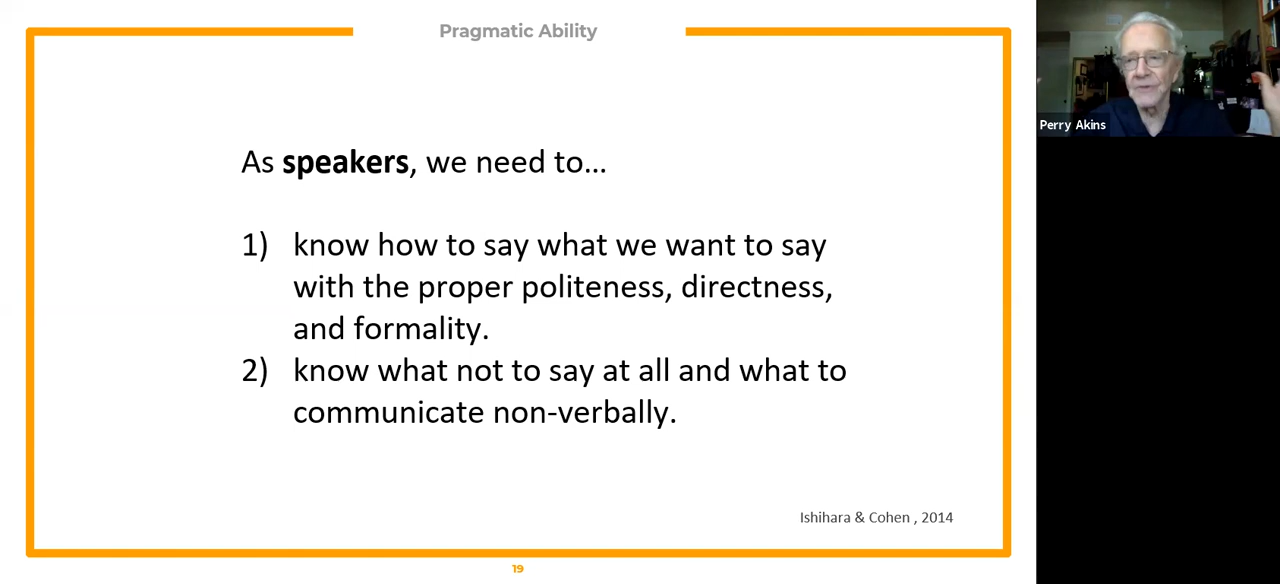 Pragmatic Ability
As speakers, we need to...
1) know how to say what we want to say
with the proper politeness, directness,
and formality.
2) know what not to say at all and what to
communicate non-verbally.
Ishihara & Cohen , 2014
19
Perry Akins